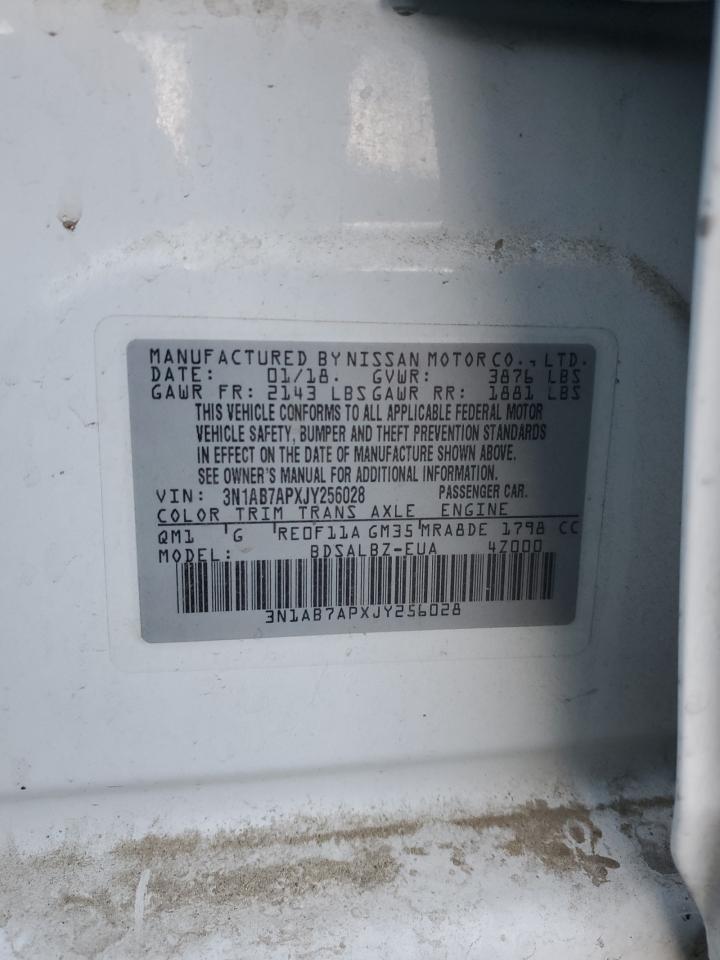 MANUFACTURED BY NISSAN MOTOR CO., LTD.
DATE: 01/18. GVWR: 3876 LBS
GAWR FR: 2143 LBS GAWR RR: 1881 LBS
THIS VEHICLE CONFORMS TO ALL APPLICABLE FEDERAL MOTOR
VEHICLE SAFETY, BUMPER AND THEFT PREVENTION STANDARDS
IN EFFECT ON THE DATE OF MANUFACTURE SHOWN ABOVE.
SEE OWNER'S MANUAL FOR ADDITIONAL INFORMATION.
VIN: 3N1AB7APXJY256028 PASSENGER CAR.
COLOR TRIM TRANS AXLE ENGINE
QM1 G RE0F11A GM35 MRA8DE 1798 CC
MODEL: BDSALBZ-EUA 4Z000
3N1AB7APXJY256028